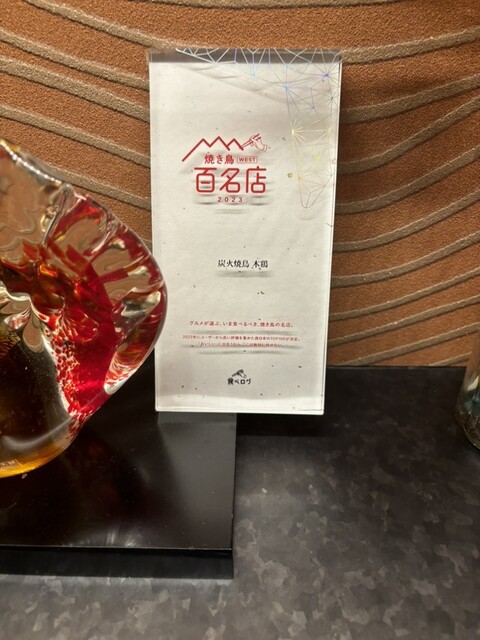 焼き鳥 WEST
百名店
2023
炭火焼鳥 木鶏
グルメが選ぶ、いま食べるべき、焼き鳥の名店。
食べログ